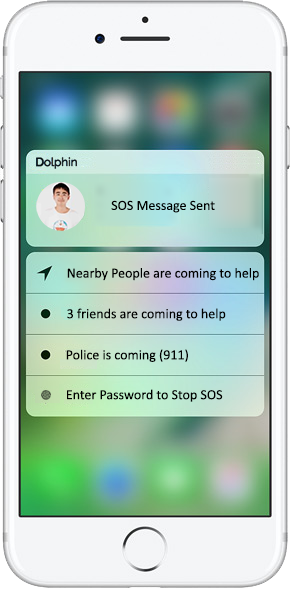 Dolphin
SOS Message Sent
Nearby People are coming to help
3 friends are coming to help
Police is coming (911)
Enter Password to Stop SOS